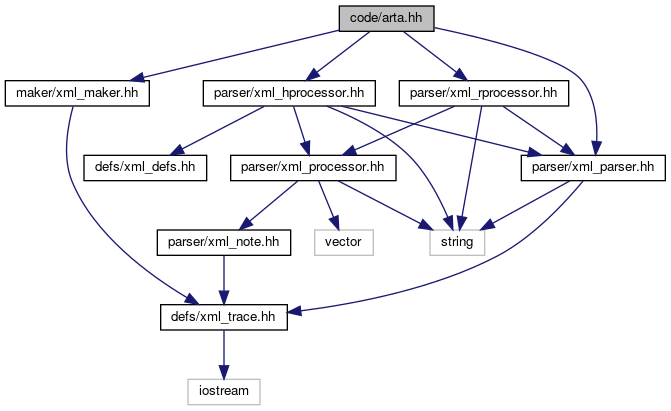 code/arta.hh
maker/xml_maker.hh
parser/xml_hprocessor.hh
parser/xml_rprocessor.hh
defs/xml_defs.hh
parser/xml_processor.hh
parser/xml_parser.hh
parser/xml_note.hh
vector
string
defs/xml_trace.hh
iostream